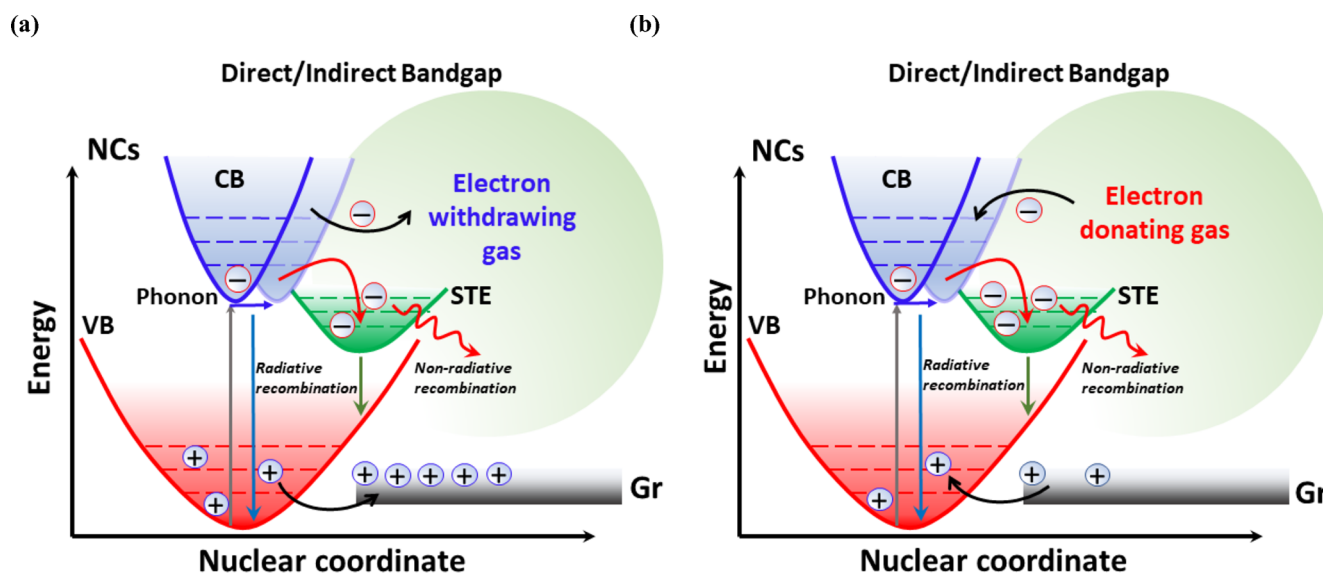 (a)
Direct/Indirect Bandgap
NCs
CB
Electron
withdrawing
gas
−
−
−
−
Phonon
STE
VB
Energy
Radiative
recombination
Non-radiative
recombination
+
+
+
+ + + + +
Gr
Nuclear coordinate
(b)
Direct/Indirect Bandgap
NCs
CB
Electron
donating gas
−
−
−
−
−
Phonon
STE
VB
Energy
Radiative
recombination
Non-radiative
recombination
+
+
+ +
Gr
Nuclear coordinate